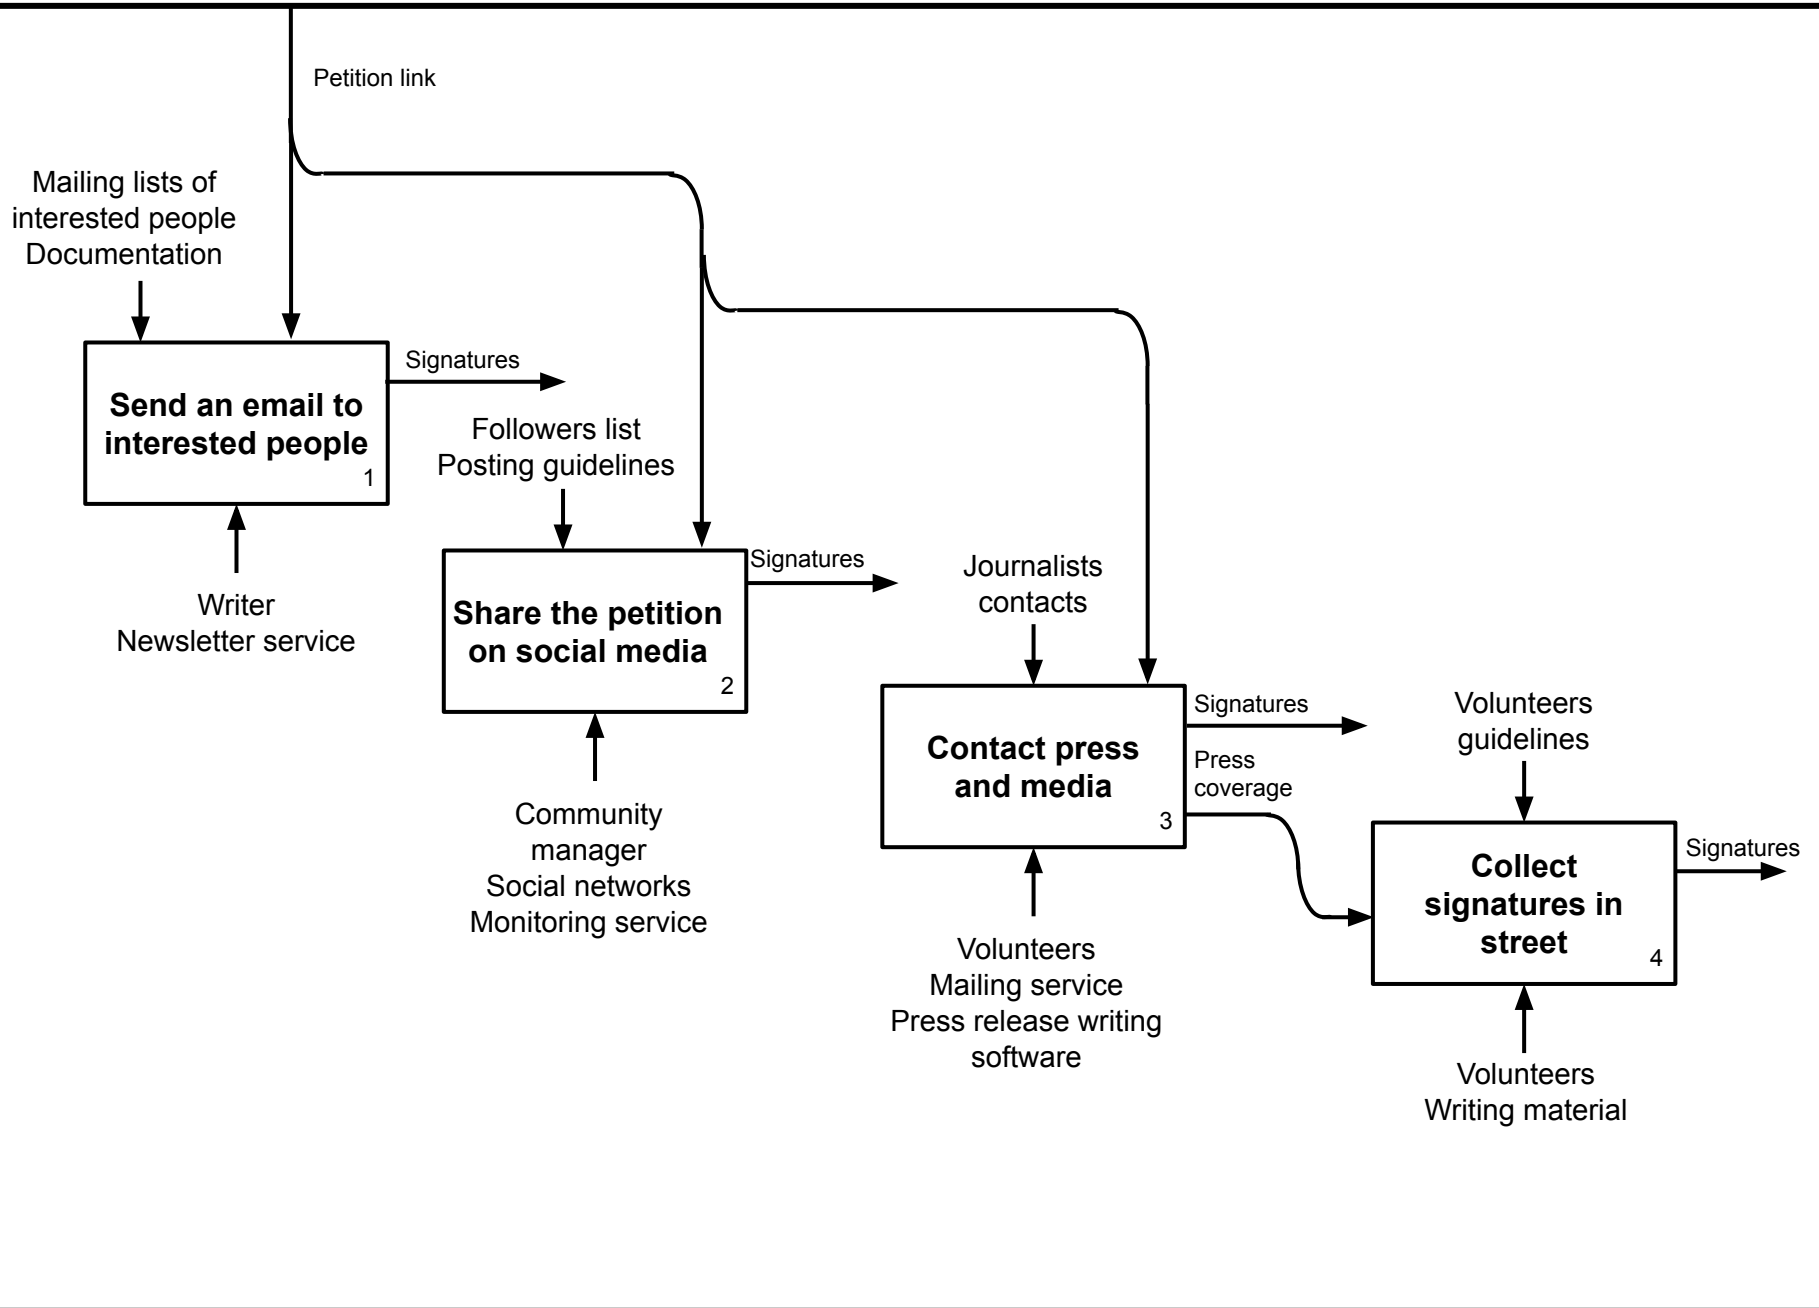 Petition link
Mailing lists of
interested people
Documentation
Signatures
Send an email to
interested people
1
Followers list
Posting guidelines
Writer
Newsletter service
Signatures
Share the petition
on social media
2
Journalists
contacts
Community
manager
Social networks
Monitoring service
Signatures
Press
coverage
Contact press
and media
3
Volunteers
guidelines
Volunteers
Mailing service
Press release writing
software
Signatures
Collect
signatures in
street
4
Volunteers
Writing material